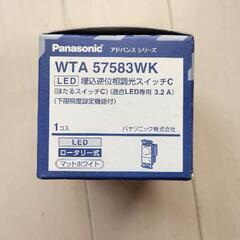 Panasonic アドバンスシリーズ
WTA 57583WK
LED 埋込逆位相調光スイッチC
(ほたるスイッチC) (適合LED専用 3.2A)
(下限照度設定機能付)
1コ入
LED
ロータリー式
マットホワイト
パナソニック株式会社